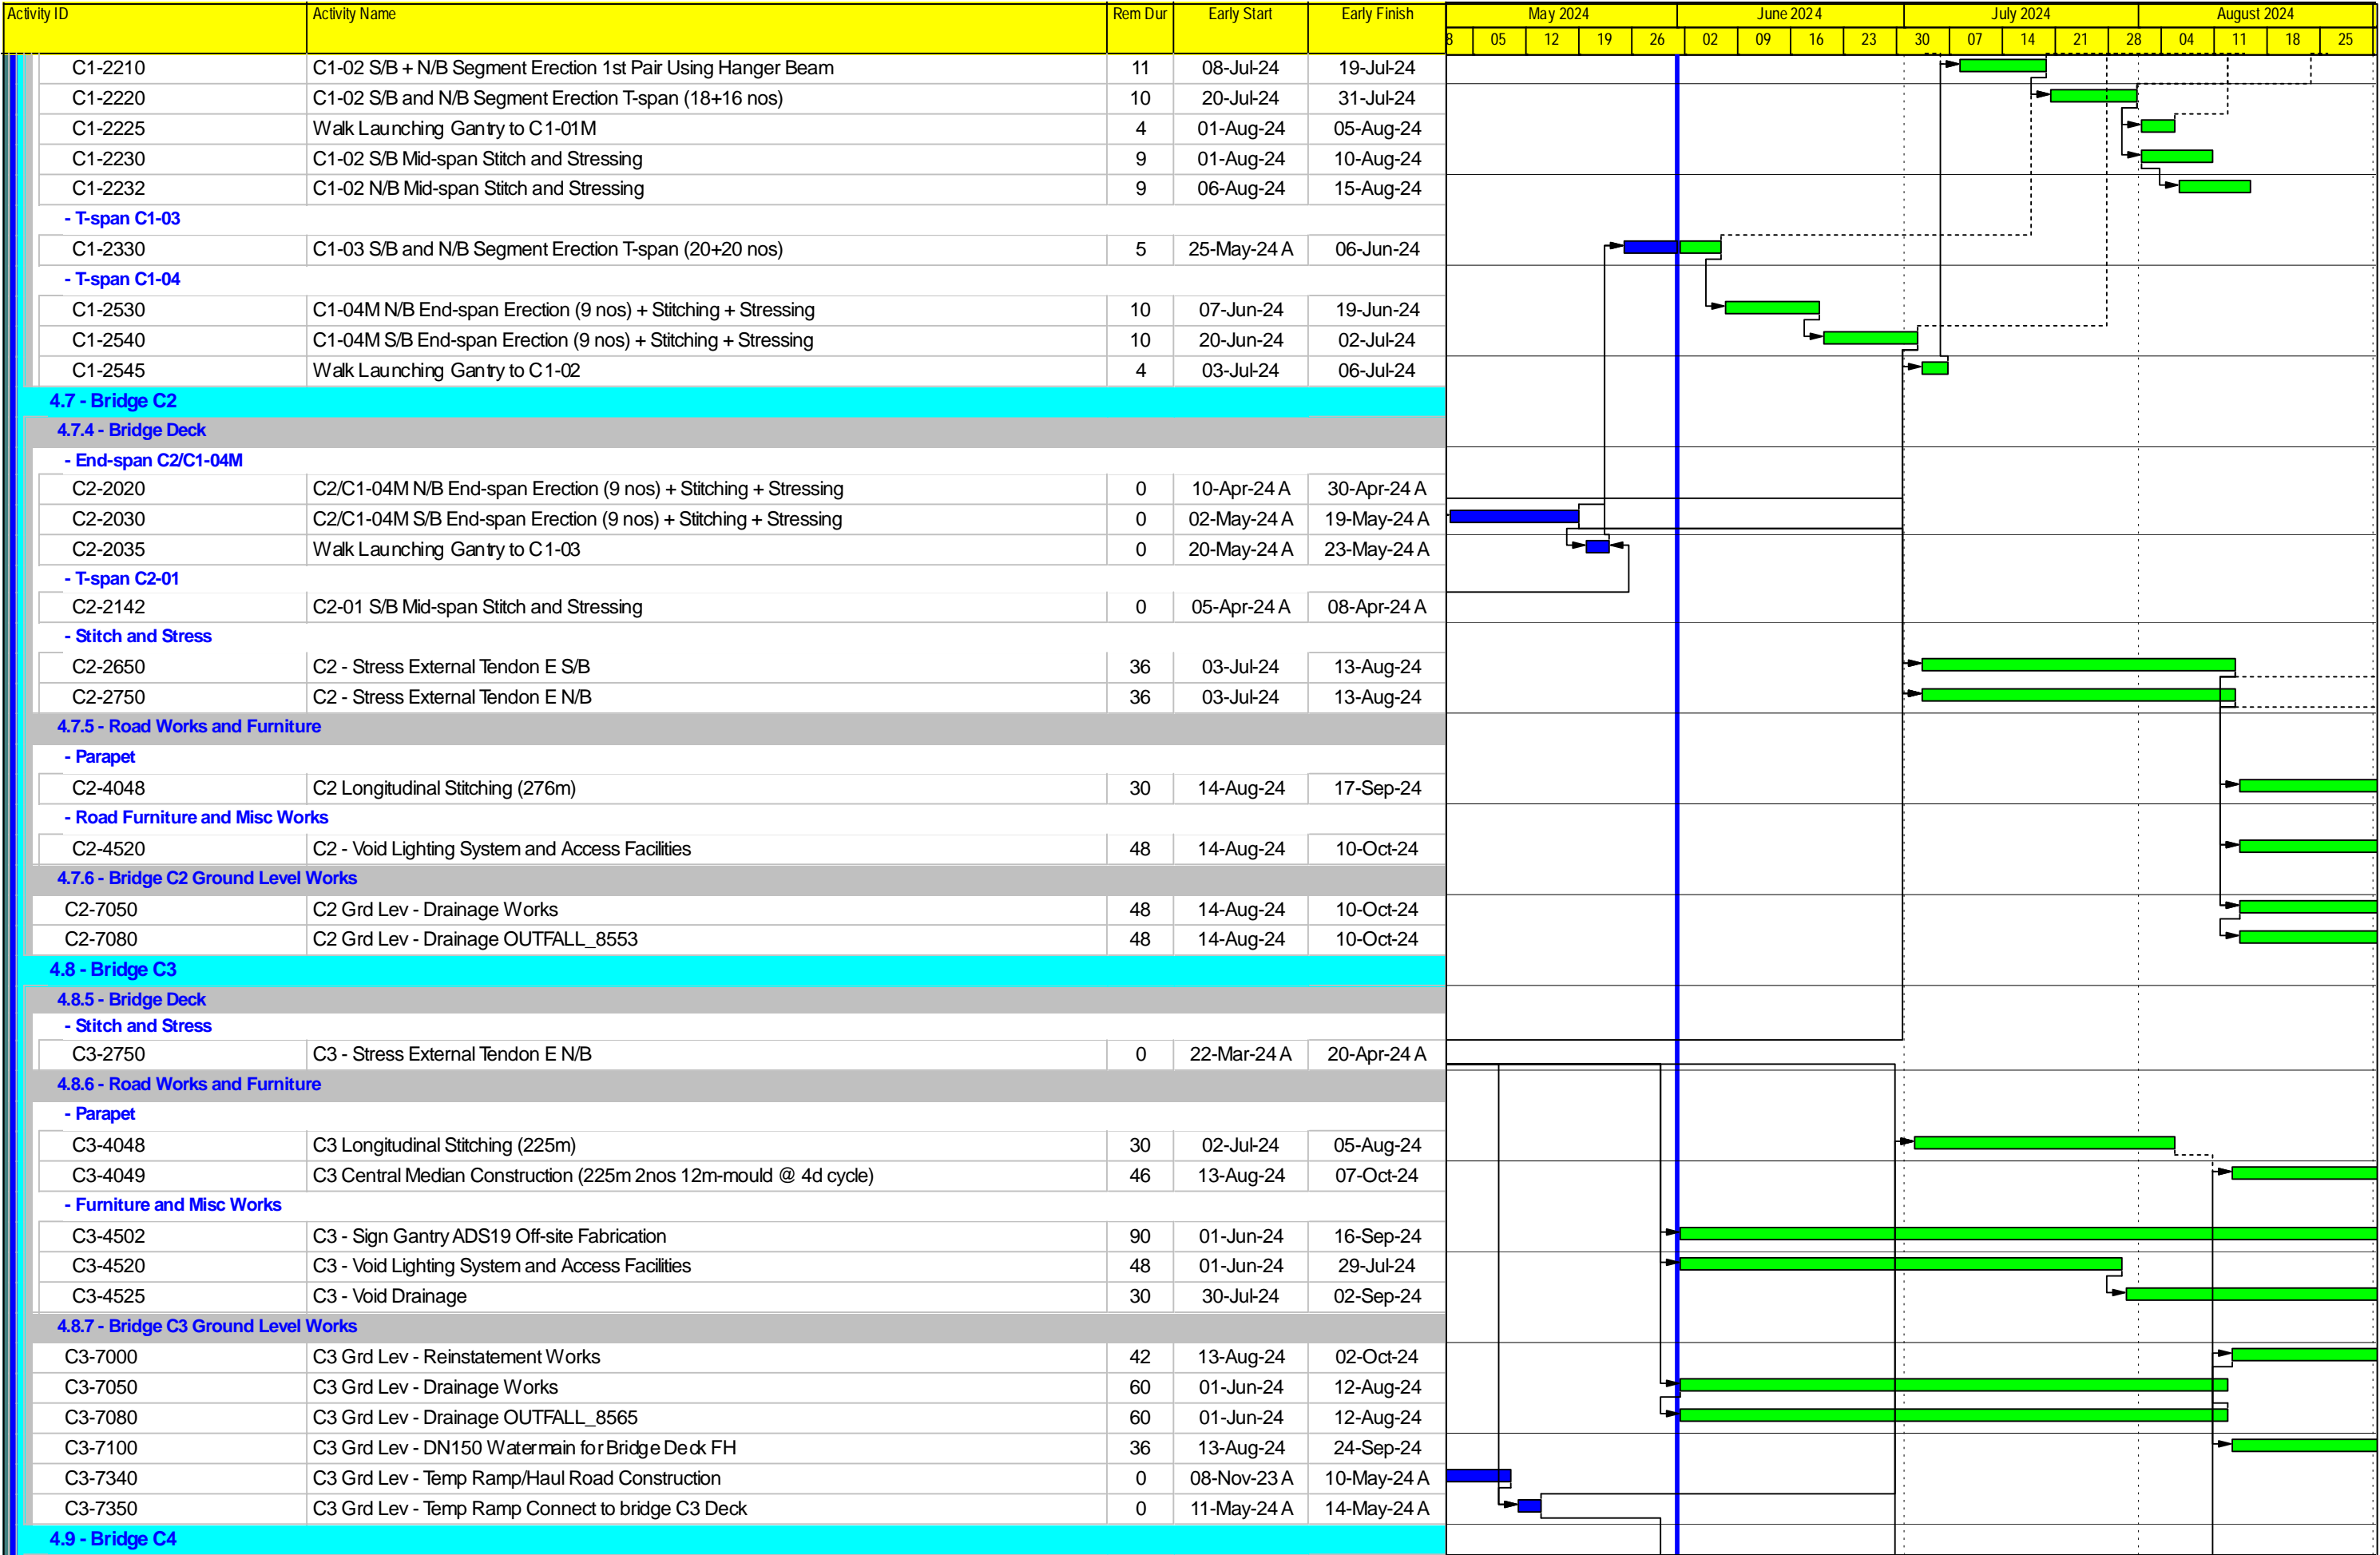 Activity ID Activity Name Rem Dur Early Start Early Finish May 2024 June 2024 July 2024 August 2024
8 05 12 19 26 02 09 16 23 30 07 14 21 28 04 11 18 25
C1-2210 C1-02 S/B + N/B Segment Erection 1st Pair Using Hanger Beam 11 08-Jul-24 19-Jul-24
C1-2220 C1-02 S/B and N/B Segment Erection T-span (18+16 nos) 10 20-Jul-24 31-Jul-24
C1-2225 Walk Launching Gantry to C1-01M 4 01-Aug-24 05-Aug-24
C1-2230 C1-02 S/B Mid-span Stitch and Stressing 9 01-Aug-24 10-Aug-24
C1-2232 C1-02 N/B Mid-span Stitch and Stressing 9 06-Aug-24 15-Aug-24
- T-span C1-03
C1-2330 C1-03 S/B and N/B Segment Erection T-span (20+20 nos) 5 25-May-24 A 06-Jun-24
- T-span C1-04
C1-2530 C1-04M N/B End-span Erection (9 nos) + Stitching + Stressing 10 07-Jun-24 19-Jun-24
C1-2540 C1-04M S/B End-span Erection (9 nos) + Stitching + Stressing 10 20-Jun-24 02-Jul-24
C1-2545 Walk Launching Gantry to C1-02 4 03-Jul-24 06-Jul-24
4.7 - Bridge C2
4.7.4 - Bridge Deck
- End-span C2/C1-04M
C2-2020 C2/C1-04M N/B End-span Erection (9 nos) + Stitching + Stressing 0 10-Apr-24 A 30-Apr-24 A
C2-2030 C2/C1-04M S/B End-span Erection (9 nos) + Stitching + Stressing 0 02-May-24 A 19-May-24 A
C2-2035 Walk Launching Gantry to C1-03 0 20-May-24 A 23-May-24 A
- T-span C2-01
C2-2142 C2-01 S/B Mid-span Stitch and Stressing 0 05-Apr-24 A 08-Apr-24 A
- Stitch and Stress
C2-2650 C2 - Stress External Tendon E S/B 36 03-Jul-24 13-Aug-24
C2-2750 C2 - Stress External Tendon E N/B 36 03-Jul-24 13-Aug-24
4.7.5 - Road Works and Furniture
- Parapet
C2-4048 C2 Longitudinal Stitching (276m) 30 14-Aug-24 17-Sep-24
- Road Furniture and Misc Works
C2-4520 C2 - Void Lighting System and Access Facilities 48 14-Aug-24 10-Oct-24
4.7.6 - Bridge C2 Ground Level Works
C2-7050 C2 Grd Lev - Drainage Works 48 14-Aug-24 10-Oct-24
C2-7080 C2 Grd Lev - Drainage OUTFALL_8553 48 14-Aug-24 10-Oct-24
4.8 - Bridge C3
4.8.5 - Bridge Deck
- Stitch and Stress
C3-2750 C3 - Stress External Tendon E N/B 0 22-Mar-24 A 20-Apr-24 A
4.8.6 - Road Works and Furniture
- Parapet
C3-4048 C3 Longitudinal Stitching (225m) 30 02-Jul-24 05-Aug-24
C3-4049 C3 Central Median Construction (225m 2nos 12m-mould @ 4d cycle) 46 13-Aug-24 07-Oct-24
- Furniture and Misc Works
C3-4502 C3 - Sign Gantry ADS19 Off-site Fabrication 90 01-Jun-24 16-Sep-24
C3-4520 C3 - Void Lighting System and Access Facilities 48 01-Jun-24 29-Jul-24
C3-4525 C3 - Void Drainage 30 30-Jul-24 02-Sep-24
4.8.7 - Bridge C3 Ground Level Works
C3-7000 C3 Grd Lev - Reinstatement Works 42 13-Aug-24 02-Oct-24
C3-7050 C3 Grd Lev - Drainage Works 60 01-Jun-24 12-Aug-24
C3-7080 C3 Grd Lev - Drainage OUTFALL_8565 60 01-Jun-24 12-Aug-24
C3-7100 C3 Grd Lev - DN150 Watermain for Bridge Deck FH 36 13-Aug-24 24-Sep-24
C3-7340 C3 Grd Lev - Temp Ramp/Haul Road Construction 0 08-Nov-23 A 10-May-24 A
C3-7350 C3 Grd Lev - Temp Ramp Connect to bridge C3 Deck 0 11-May-24 A 14-May-24 A
4.9 - Bridge C4